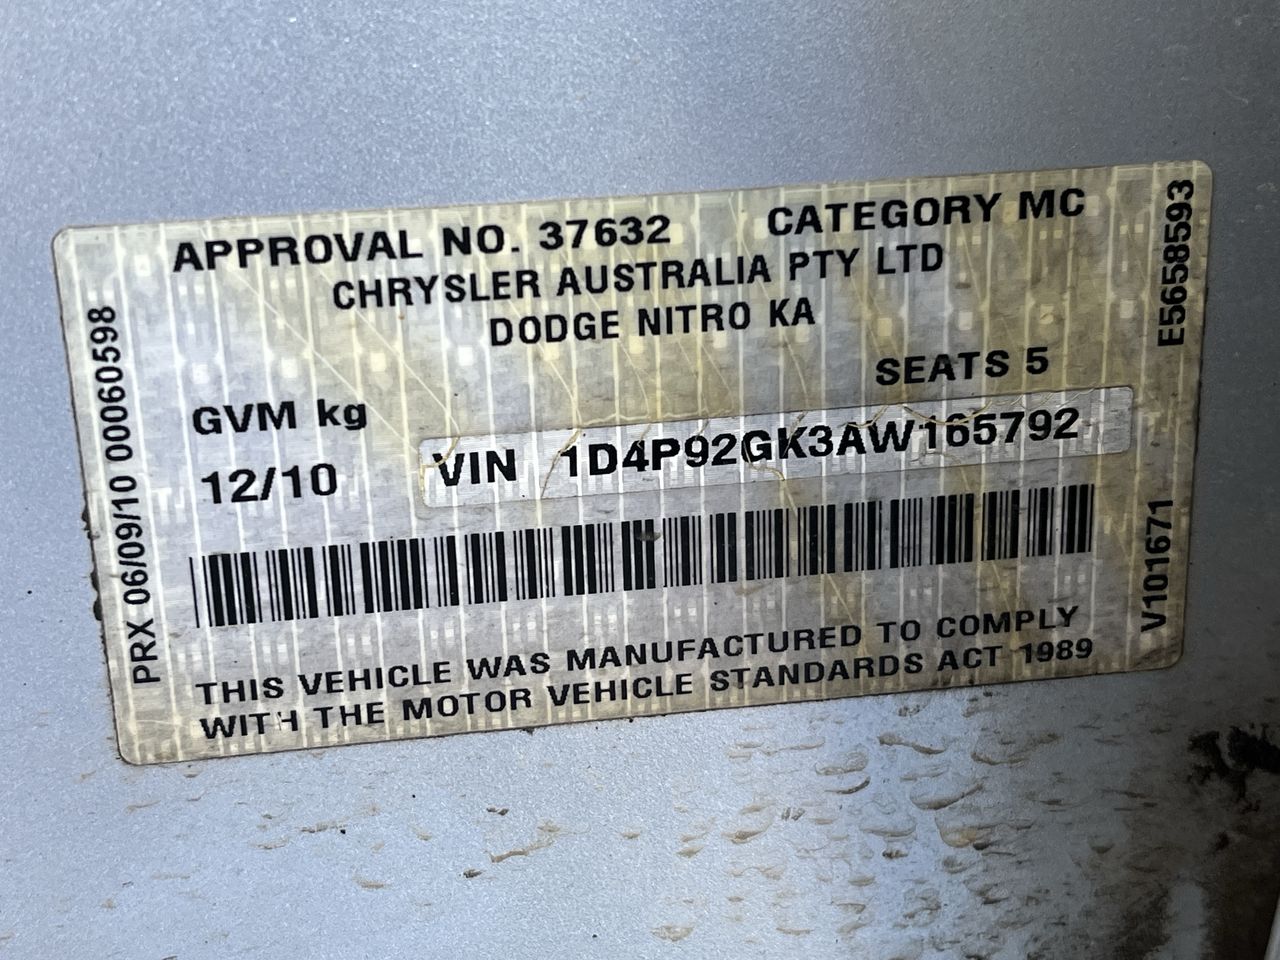 APPROVAL NO. 37632 CATEGORY MC
CHRYSLER AUSTRALIA PTY LTD
DODGE NITRO KA
SEATS 5
GVM kg
12/10
VIN 1D4P92GK3AW165792
THIS VEHICLE WAS MANUFACTURED TO COMPLY
WITH THE MOTOR VEHICLE STANDARDS ACT 1989
PRX 06/09/10 00060598
E5658593
V101671